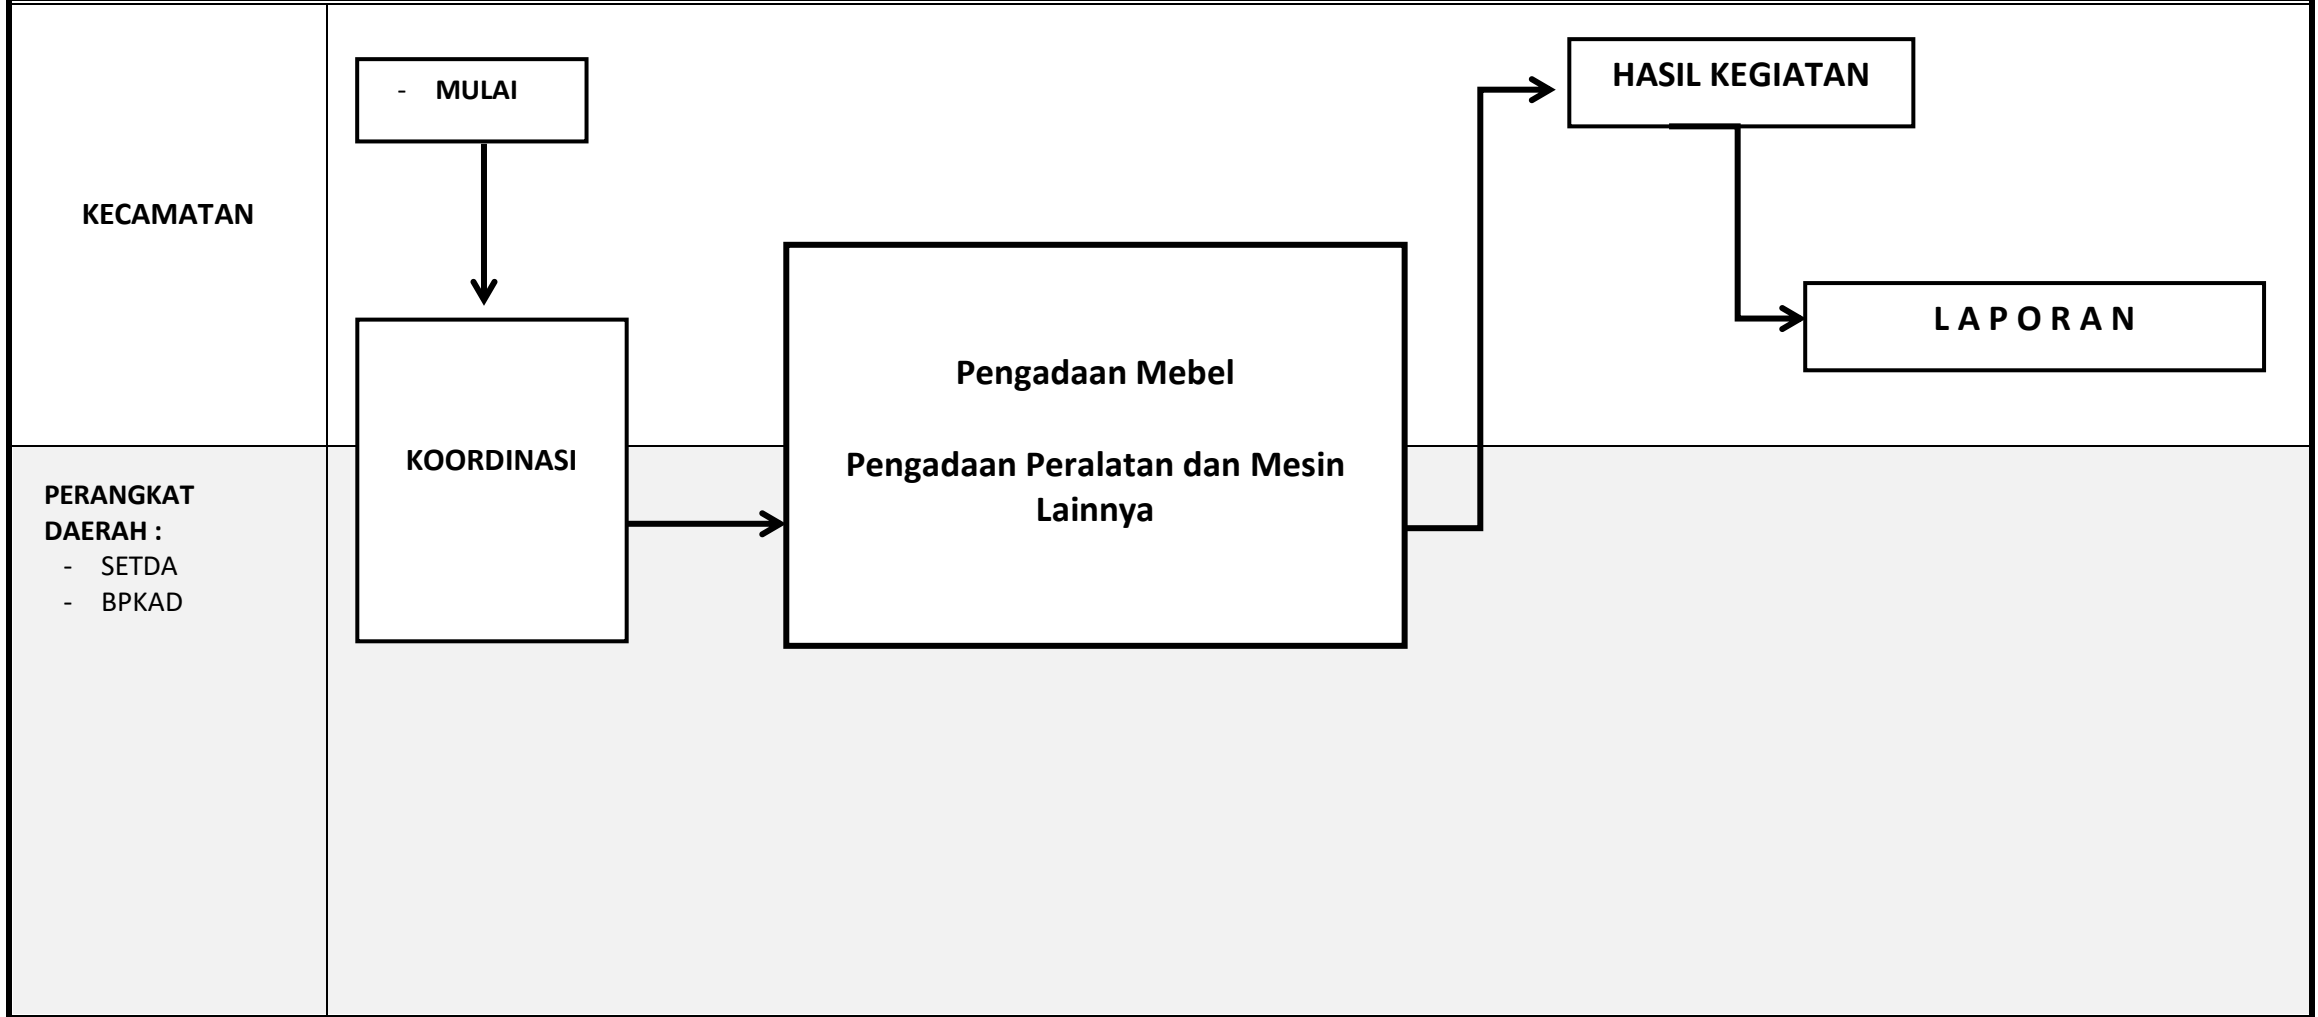 - MULAI
HASIL KEGIATAN
KECAMATAN
L A P O R A N
Pengadaan Mebel
KOORDINASI
Pengadaan Peralatan dan Mesin
Lainnya
PERANGKAT
DAERAH :
- SETDA
- BPKAD